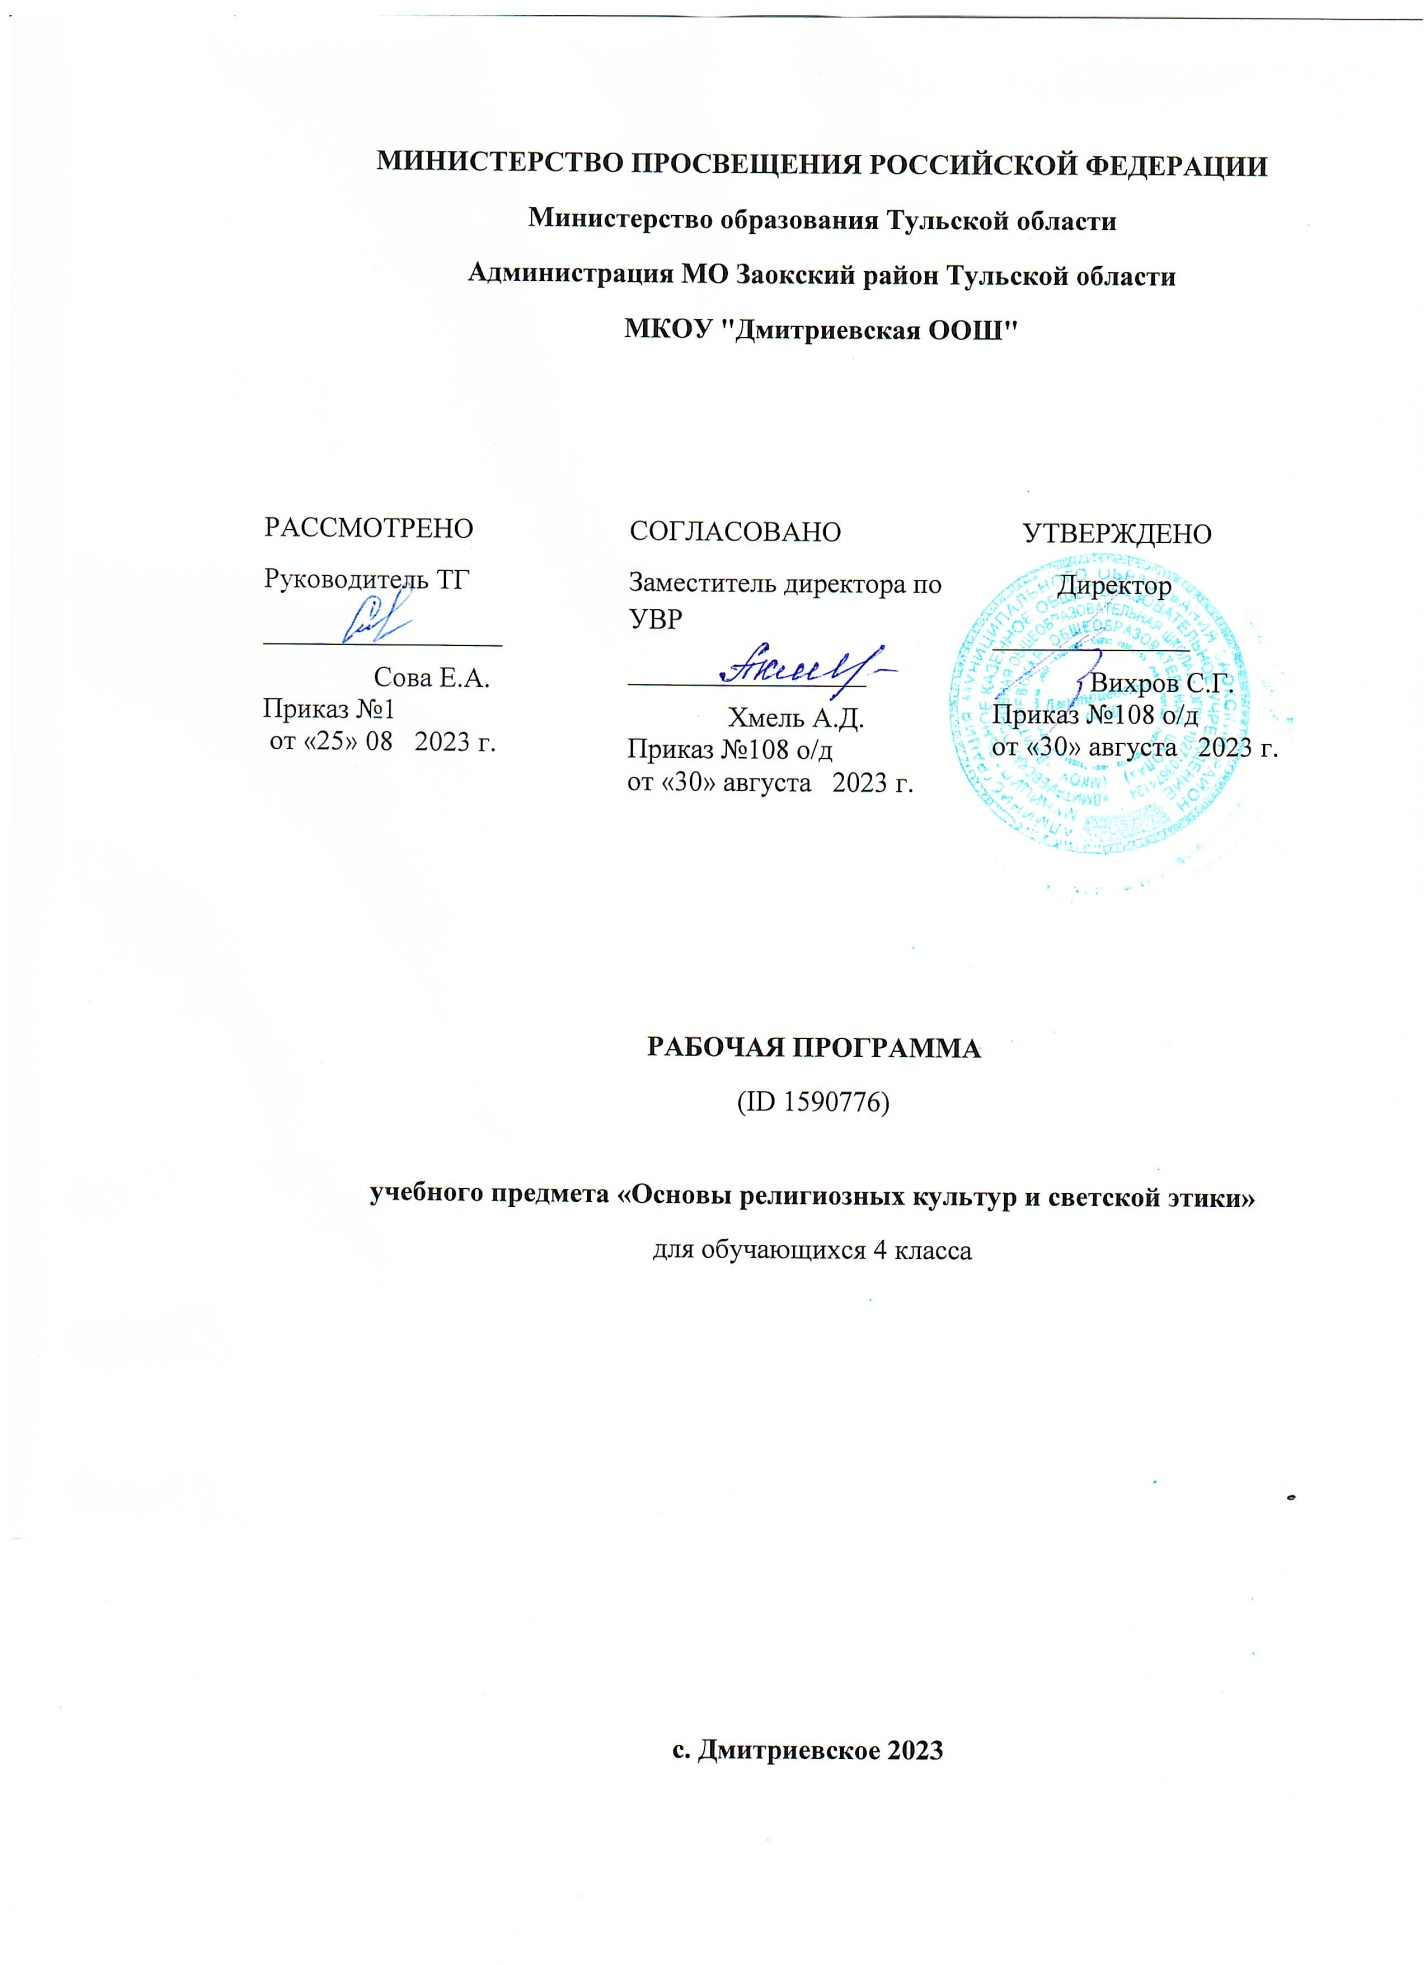 МИНИСТЕРСТВО ПРОСВЕЩЕНИЯ РОССИЙСКОЙ ФЕДЕРАЦИИ
Министерство образования Тульской области
Администрация МО Заокский район Тульской области
МКОУ "Дмитриевская ООШ"
РАССМОТРЕНО
Руководитель ТГ
Сова Е.А.
Приказ №1
от «25» 08 2023 г.
СОГЛАСОВАНО
Заместитель директора по
УВР
Хмель А.Д.
Приказ №108 о/д
от «30» августа 2023 г.
УТВЕРЖДЕНО
Директор
Вихров С.Г.
Приказ №108 о/д
от «30» августа 2023 г.
РАБОЧАЯ ПРОГРАММА
(ID 1590776)
учебного предмета «Основы религиозных культур и светской этики»
для обучающихся 4 класса
с. Дмитриевское 2023